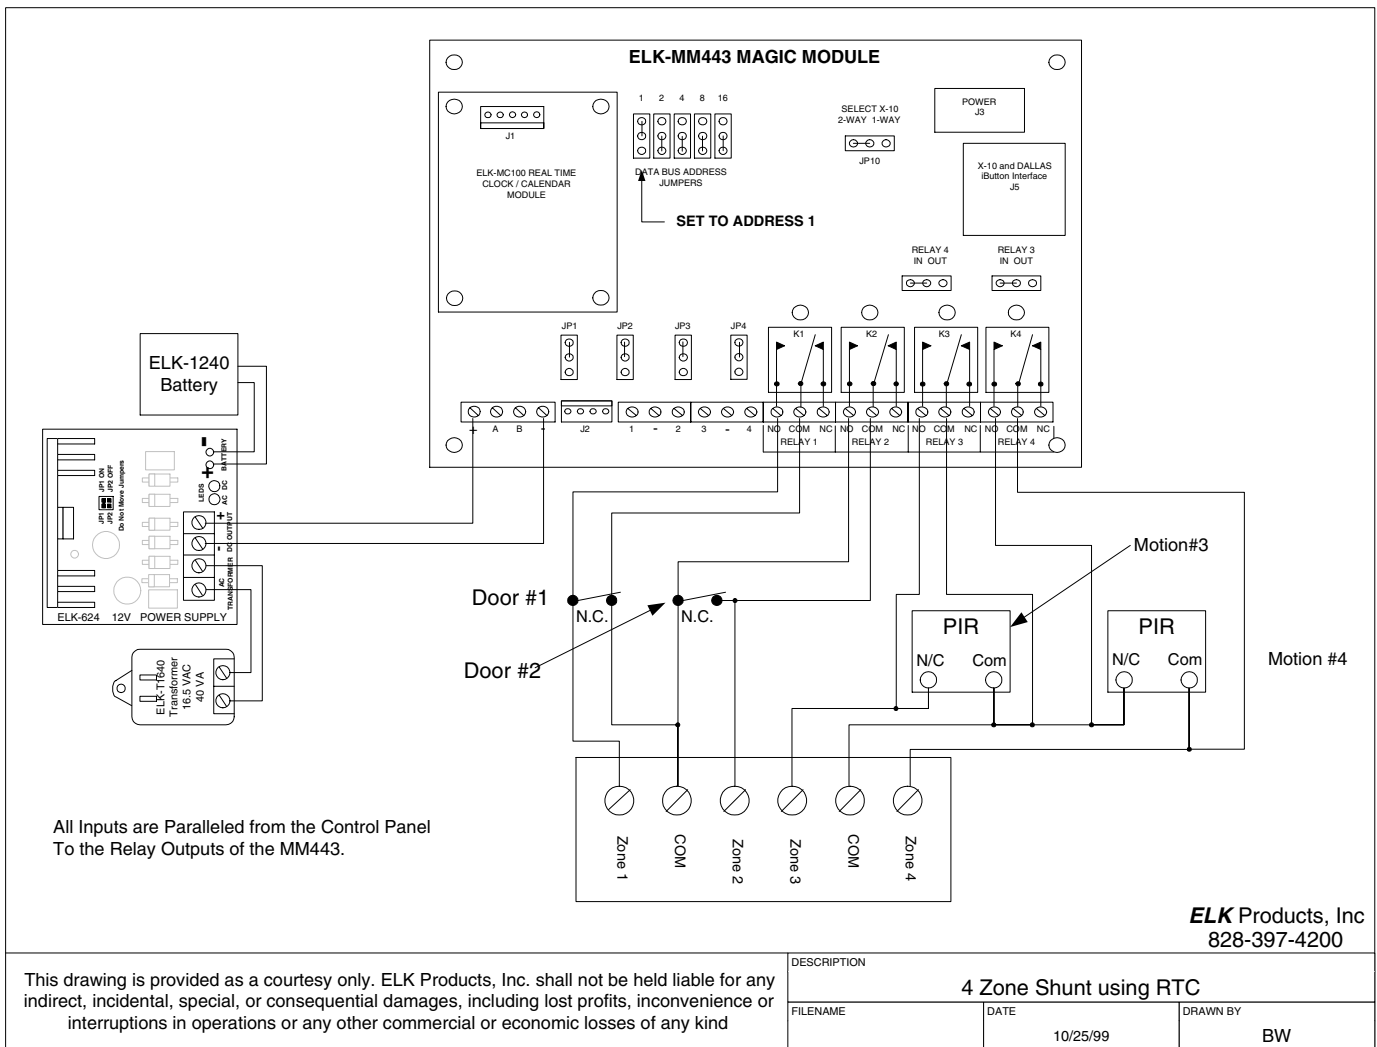 ELK-MM443 MAGIC MODULE
1 2 4 8 16
J1
ELK-MC100 REAL TIME
CLOCK / CALENDAR
MODULE
DATA BUS ADDRESS
JUMPERS
SET TO ADDRESS 1
SELECT X-10
2-WAY 1-WAY
JP10
POWER
J3
X-10 and DALLAS
iButton Interface
J5
RELAY 4
IN OUT
RELAY 3
IN OUT
JP1
JP2
JP3
JP4
K1
K2
K3
K4
+ A B -
J2
1 - 2
3 - 4
NO COM NC
RELAY 1
NO COM NC
RELAY 2
NO COM NC
RELAY 3
NO COM NC
RELAY 4
ELK-1240
Battery
- +
BATTERY
LEDS
AC DC
JP1 ON
JP2 OFF
JP1
JP2
Do Not Move Jumpers
+
- DC OUTPUT
AC
TRANSFORMER
ELK-624 12V POWER SUPPLY
ELK-T1640
Transformer
16.5 VAC
40 VA
Door #1
N.C.
Door #2
N.C.
Motion#3
PIR
N/C Com
PIR
N/C Com
Motion #4
Zone 1
COM
Zone 2
Zone 3
COM
Zone 4
All Inputs are Paralleled from the Control Panel
To the Relay Outputs of the MM443.
ELK Products, Inc
828-397-4200
This drawing is provided as a courtesy only. ELK Products, Inc. shall not be held liable for any
indirect, incidental, special, or consequential damages, including lost profits, inconvenience or
interruptions in operations or any other commercial or economic losses of any kind
DESCRIPTION
4 Zone Shunt using RTC
FILENAME
DATE
10/25/99
DRAWN BY
BW